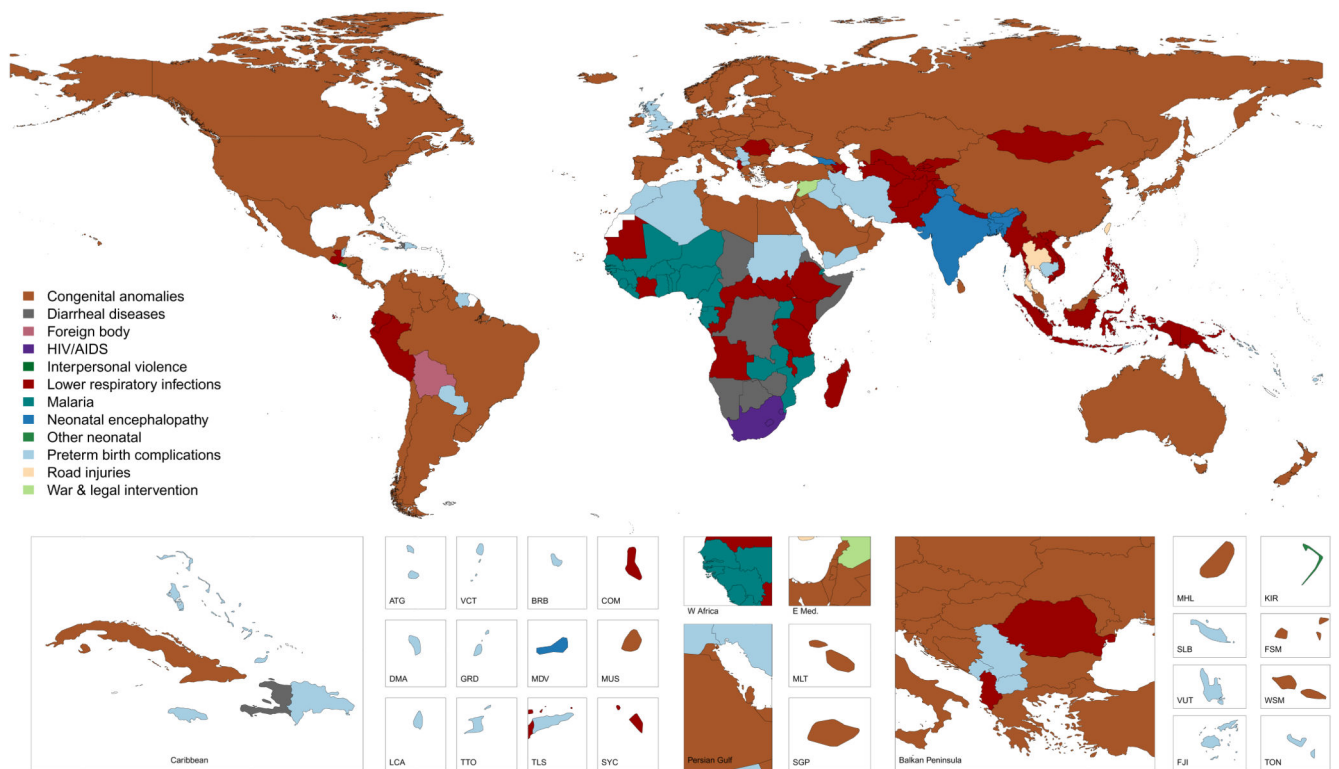 Congenital anomalies
Diarrheal diseases
Foreign body
HIV/AIDS
Interpersonal violence
Lower respiratory infections
Malaria
Neonatal encephalopathy
Other neonatal
Preterm birth complications
Road injuries
War & legal intervention
Caribbean
ATG
VCT
BRB
COM
DMA
GRD
MDV
MUS
LCA
TTO
TLS
SYC
W Africa
E Med.
Persian Gulf
MLT
SGP
Balkan Peninsula
MHL
KIR
SLB
FSM
VUT
WSM
FJI
TON